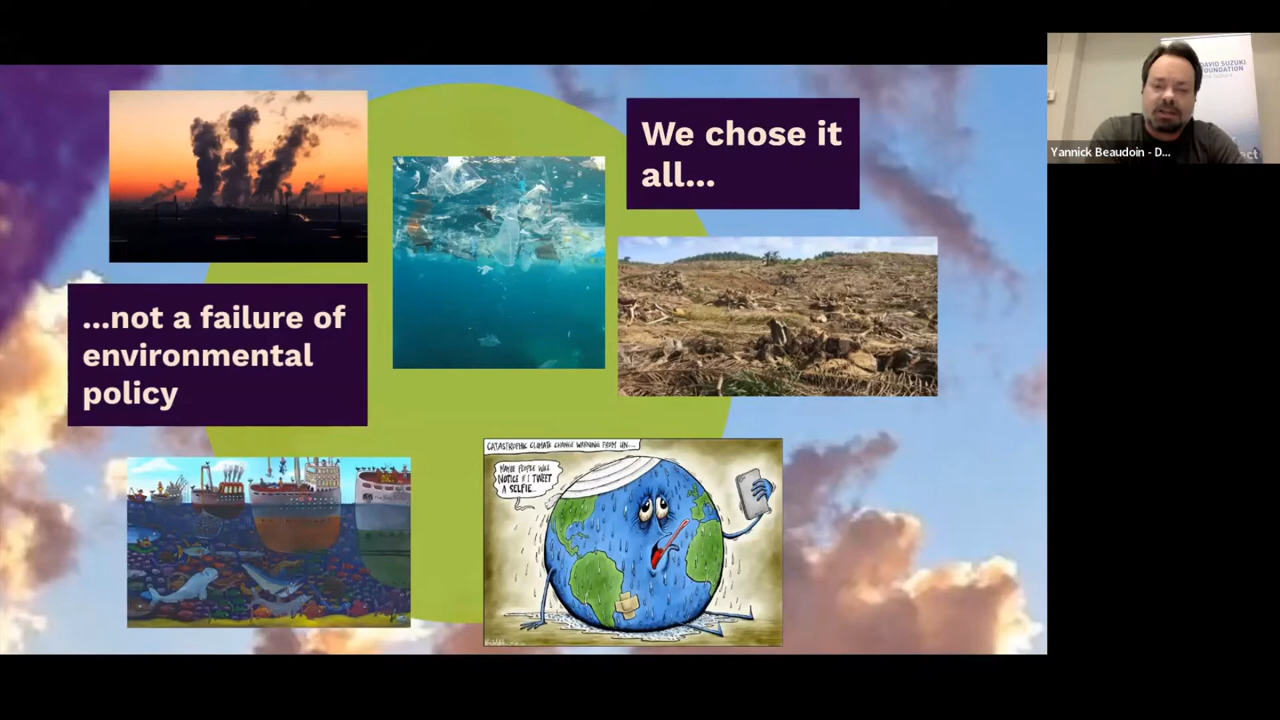 We chose it
all...
...not a failure of
environmental
policy
CATASTROPHIC CLIMATE CHANGE WARNING FROM UN....
MAYBE PEOPLE WILL
NOTICE IF I TWEET
A SELFIE..
DAVID SUZUKI
FOUNDATION
Yannick Beaudoin - D...